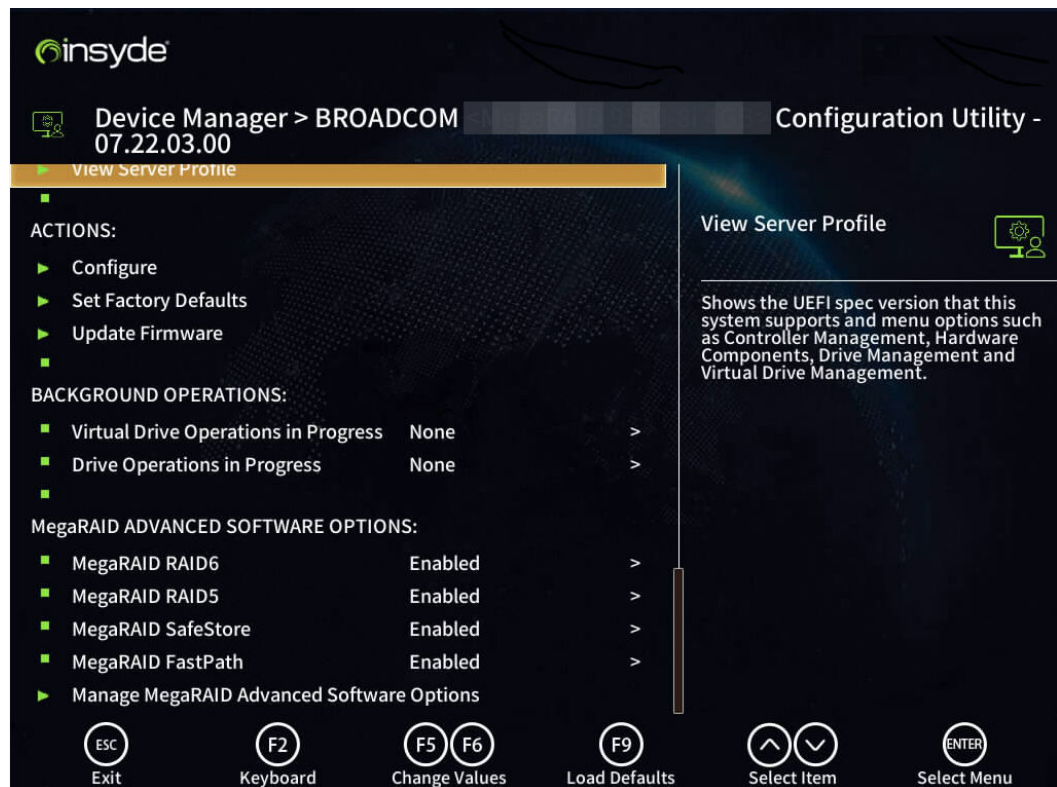 insyde
Device Manager > BROADCOM Configuration Utility -
07.22.03.00
View Server Profile
ACTIONS:
Configure
Set Factory Defaults
Update Firmware
BACKGROUND OPERATIONS:
Virtual Drive Operations in Progress None >
Drive Operations in Progress None >
MegaRAID ADVANCED SOFTWARE OPTIONS:
MegaRAID RAID6 Enabled >
MegaRAID RAID5 Enabled >
MegaRAID SafeStore Enabled >
MegaRAID FastPath Enabled >
Manage MegaRAID Advanced Software Options
View Server Profile
Shows the UEFI spec version that this
system supports and menu options such
as Controller Management, Hardware
Components, Drive Management and
Virtual Drive Management.
ESC F2 F5 F6 F9 ENTER
Exit Keyboard Change Values Load Defaults Select Item Select Menu